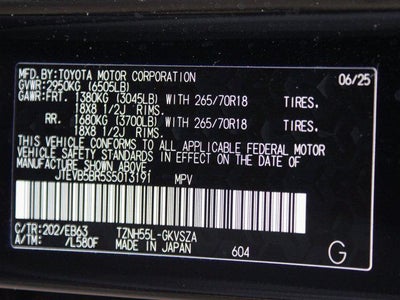 MFD.BY:TOYOTA MOTOR CORPORATION 06/25
GVWR:2950KG (6505LB)
GAWR:FRT. 1380KG (3045LB) WITH 265/70R18 TIRES.
18X8 1/2J RIMS.
RR. 1680KG (3700LB) WITH 265/70R18 TIRES.
18X8 1/2J RIMS.
THIS VEHICLE CONFORMS TO ALL APPLICABLE FEDERAL MOTOR
VEHICLE SAFETY STANDARDS IN EFFECT ON THE DATE OF
MANUFACTURE SHOWN ABOVE.
JTEVB5BR5S5013191 MPV
C/TR:202/EB63 TZNH55L-GKVSZA
A/TM: /L580F MADE IN JAPAN 604 G